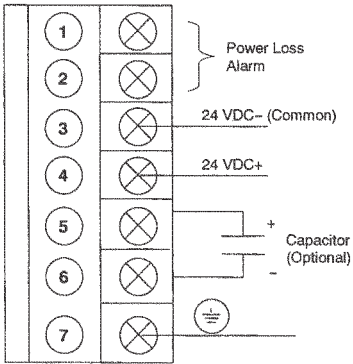 1
Power Loss
Alarm
2
3
24 VDC– (Common)
4
24 VDC+
5
+
Capacitor
(Optional)
6
–
7